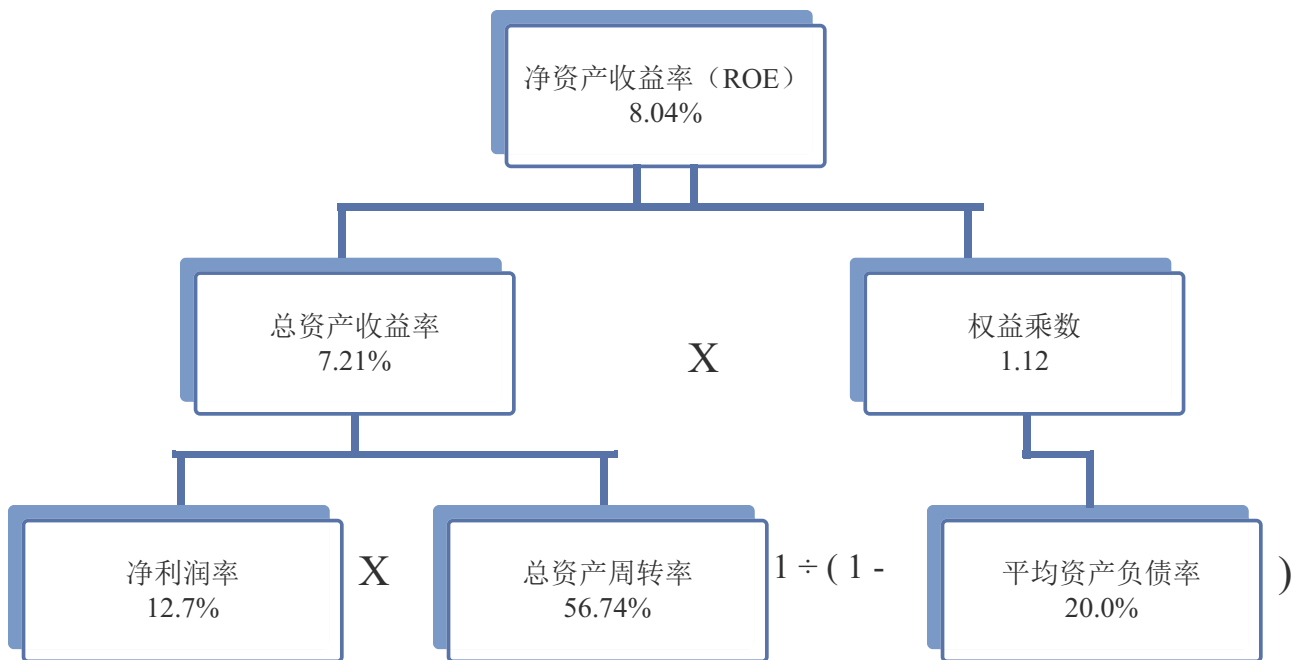 净资产收益率（ROE）
8.04%
总资产收益率
7.21%
X
权益乘数
1.12
净利润率
12.7%
X
总资产周转率
56.74%
1 ÷ ( 1 -
平均资产负债率
20.0%
)